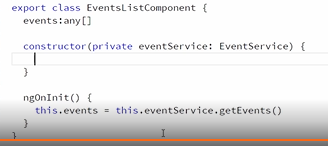 export class EventsListComponent {
events:any[]
constructor(private eventService: EventService) {
}
ngOnInit() {
this.events = this.eventService.getEvents()
}
}